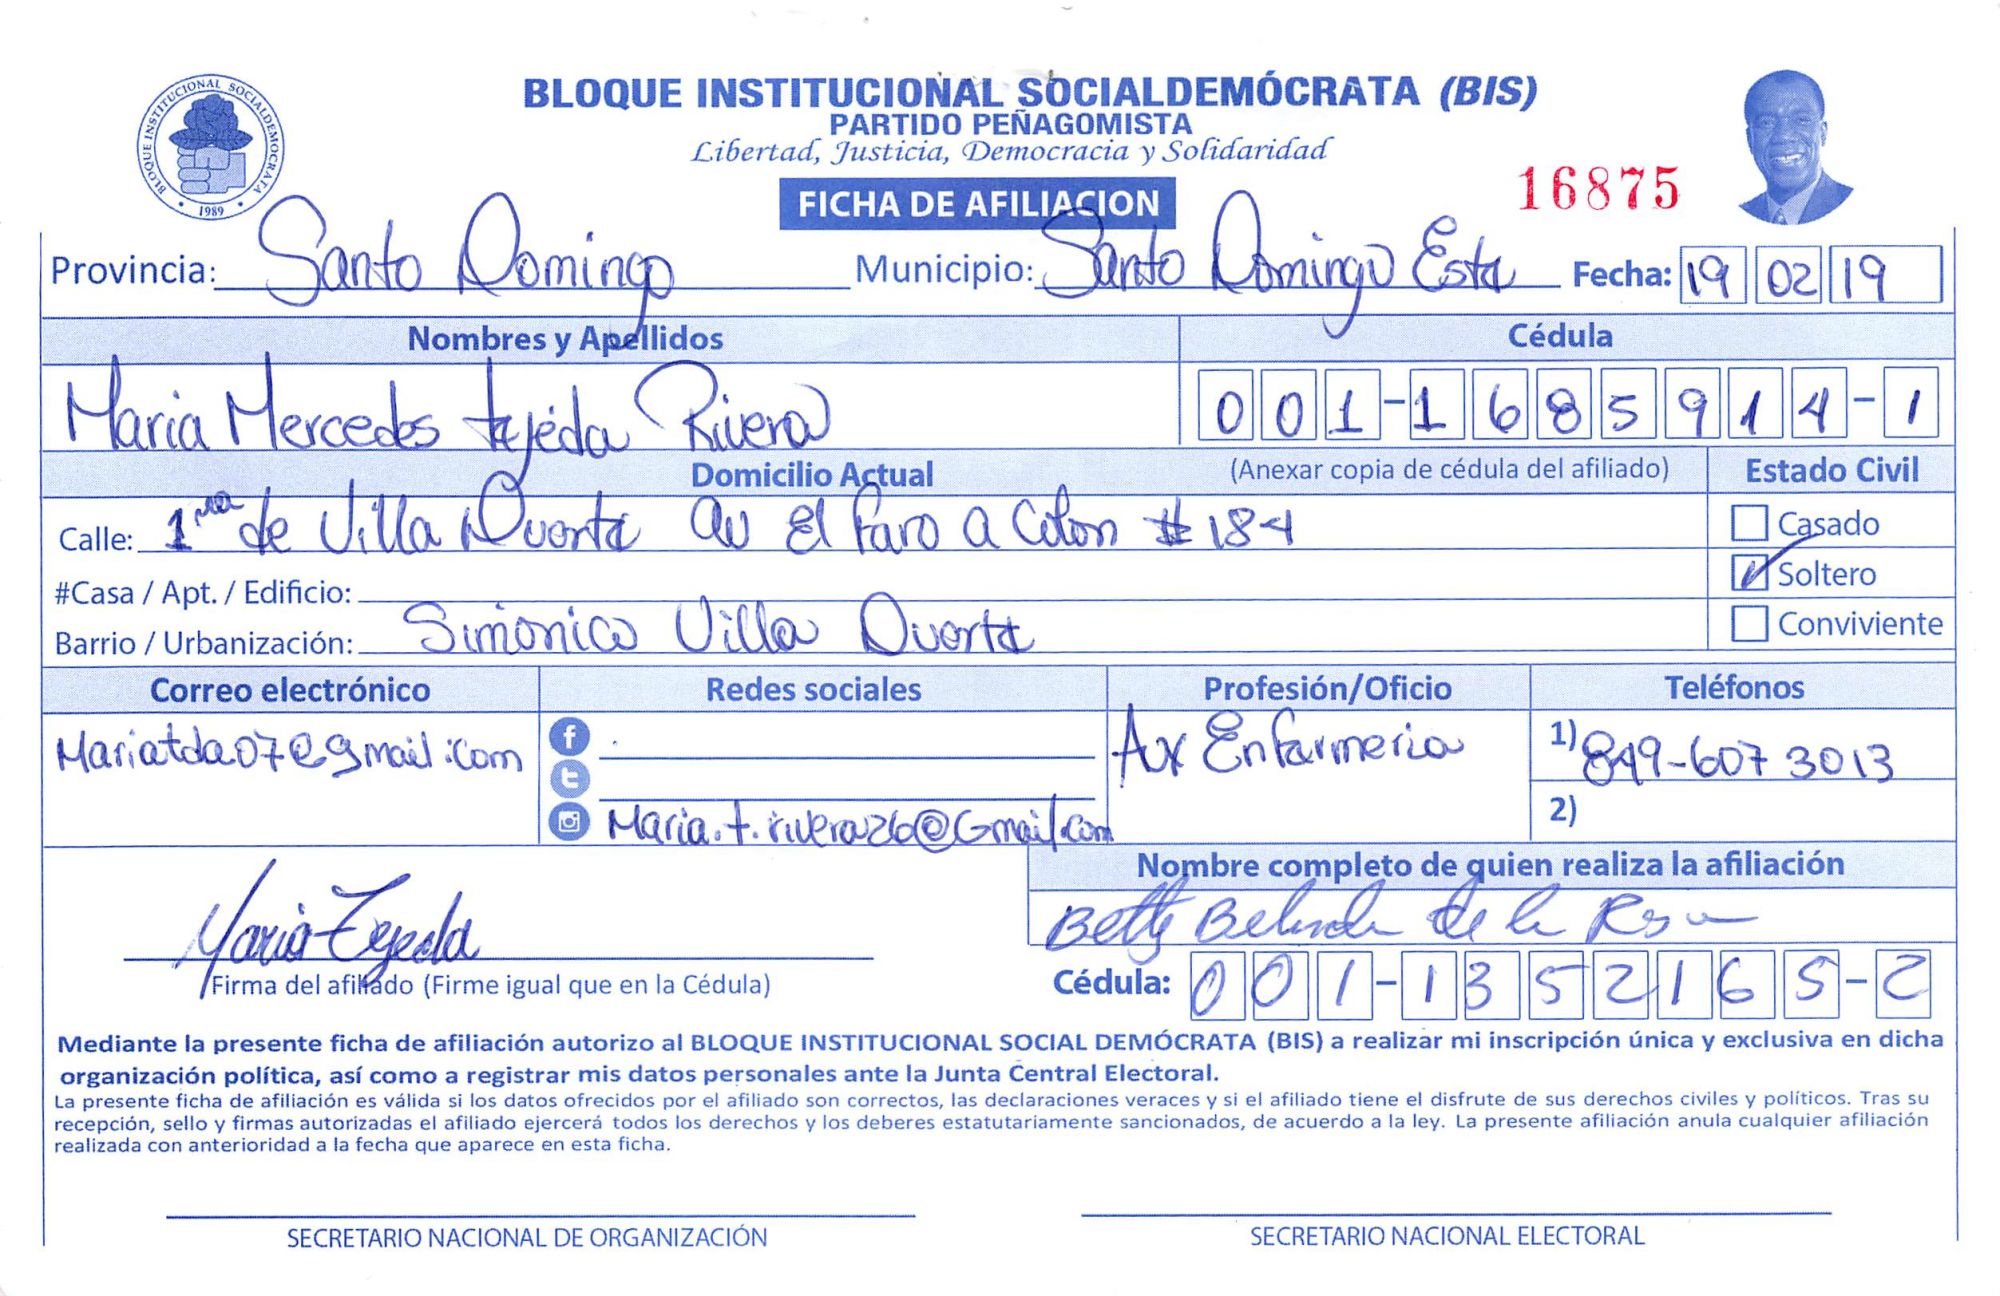 BLOQUE INSTITUCIONAL SOCIALDEMÓCRATA (BIS)
PARTIDO PEÑAGOMISTA
Libertad, Justicia, Democracia y Solidaridad
BLOQUE INSTITUCIONAL SOCIALDEMOCRATA
1989
FICHA DE AFILIACION
16875
Provincia: Santo Domingo Municipio: Santo Domingo Este Fecha: 19 02 19
Nombres y Apellidos Cédula
Maria Mercedes tejeda Rivera 001-1685914-1
Domicilio Actual (Anexar copia de cédula del afiliado) Estado Civil
Calle: 1ra de Villa Duarte av El Faro a Colon # 184
Casado
#Casa / Apt. / Edificio:
Soltero
Barrio / Urbanización: Simonico Villa Duarte
Conviviente
Correo electrónico Redes sociales Profesión/Oficio Teléfonos
Mariatda07@gmail.com Ax Enfermeria 1) 849-607 3013
Maria.t.rivera26@Gmail.com 2)
Nombre completo de quien realiza la afiliación
Maria Tejeda Betty Belinda de la Rosa
Firma del afiliado (Firme igual que en la Cédula) Cédula: 001-1352165-2
Mediante la presente ficha de afiliación autorizo al BLOQUE INSTITUCIONAL SOCIAL DEMÓCRATA (BIS) a realizar mi inscripción única y exclusiva en dicha
organización política, así como a registrar mis datos personales ante la Junta Central Electoral.
La presente ficha de afiliación es válida si los datos ofrecidos por el afiliado son correctos, las declaraciones veraces y si el afiliado tiene el disfrute de sus derechos civiles y políticos. Tras su
recepción, sello y firmas autorizadas el afiliado ejercerá todos los derechos y los deberes estatutariamente sancionados, de acuerdo a la ley. La presente afiliación anula cualquier afiliación
realizada con anterioridad a la fecha que aparece en esta ficha.
SECRETARIO NACIONAL DE ORGANIZACIÓN SECRETARIO NACIONAL ELECTORAL